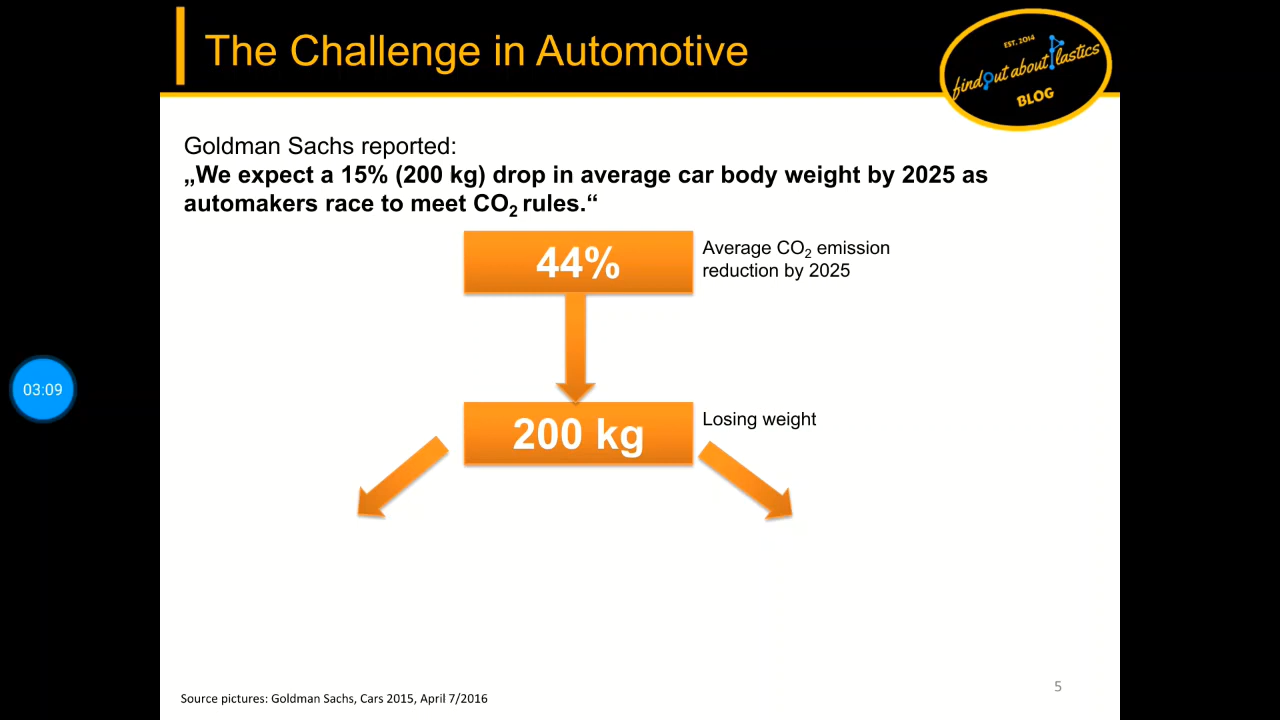 The Challenge in Automotive
EST. 2014
findout about Plastics
BLOG
Goldman Sachs reported:
„We expect a 15% (200 kg) drop in average car body weight by 2025 as
automakers race to meet CO₂ rules.“
44%
Average CO₂ emission
reduction by 2025
03:09
200 kg
Losing weight
Source pictures: Goldman Sachs, Cars 2015, April 7/2016
5